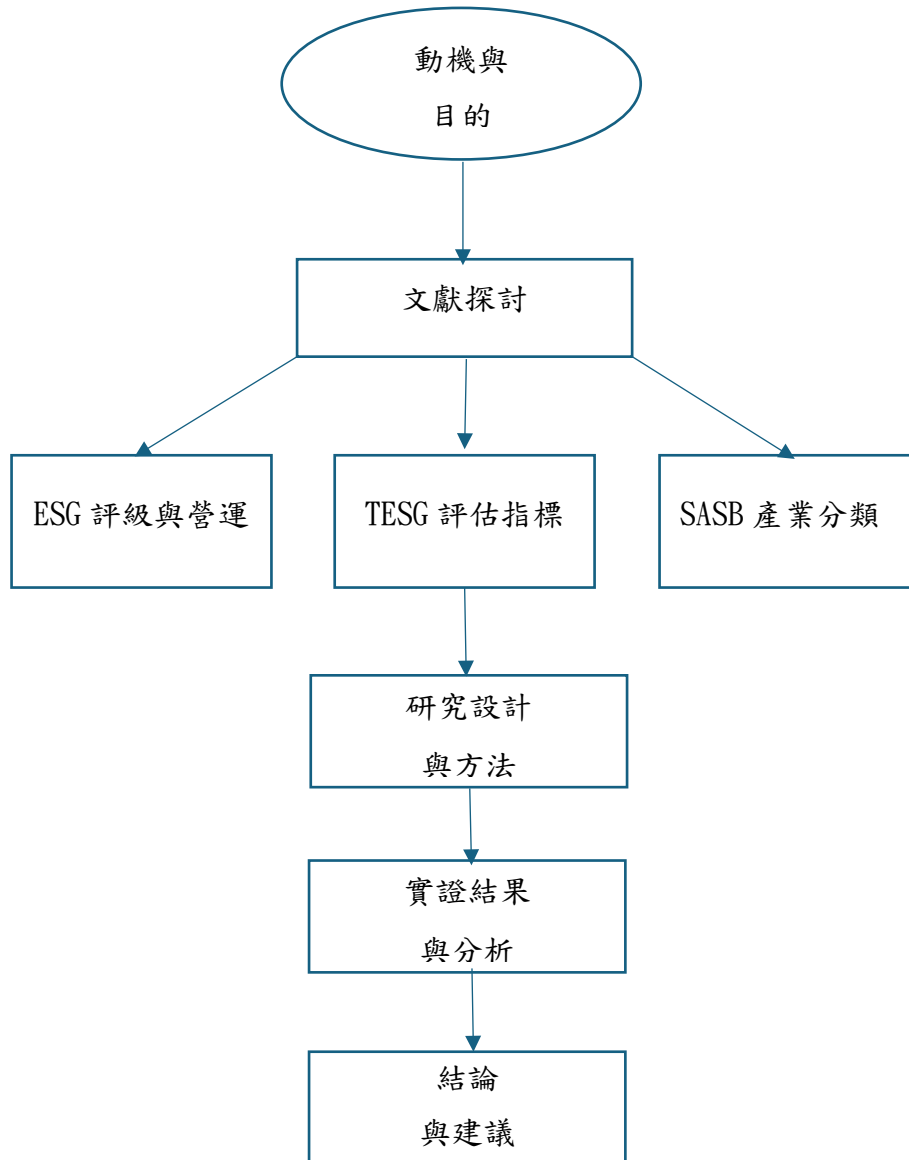 動機與
目的
文獻探討
ESG 評級與營運
TESG 評估指標
SASB 產業分類
研究設計
與方法
實證結果
與分析
結論
與建議